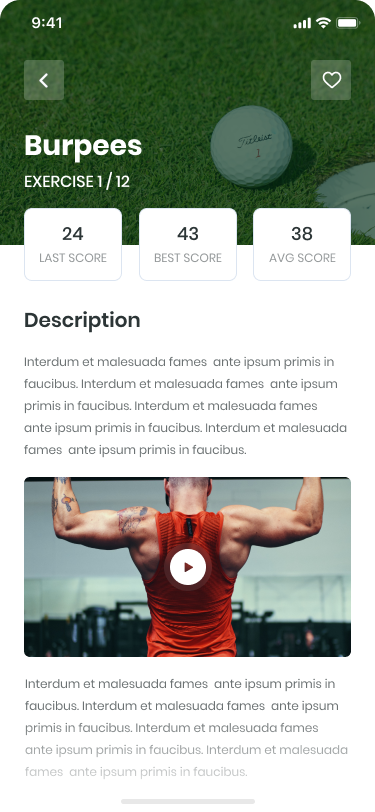 9:41
Titleist
1
Burpees
EXERCISE 1 / 12
24
LAST SCORE
43
BEST SCORE
38
AVG SCORE
Description
Interdum et malesuada fames  ante ipsum primis in
faucibus. Interdum et malesuada fames  ante ipsum
primis in faucibus. Interdum et malesuada fames
ante ipsum primis in faucibus. Interdum et malesuada
fames  ante ipsum primis in faucibus.
Interdum et malesuada fames  ante ipsum primis in
faucibus. Interdum et malesuada fames  ante ipsum
primis in faucibus. Interdum et malesuada fames
ante ipsum primis in faucibus. Interdum et malesuada
fames  ante ipsum primis in faucibus.